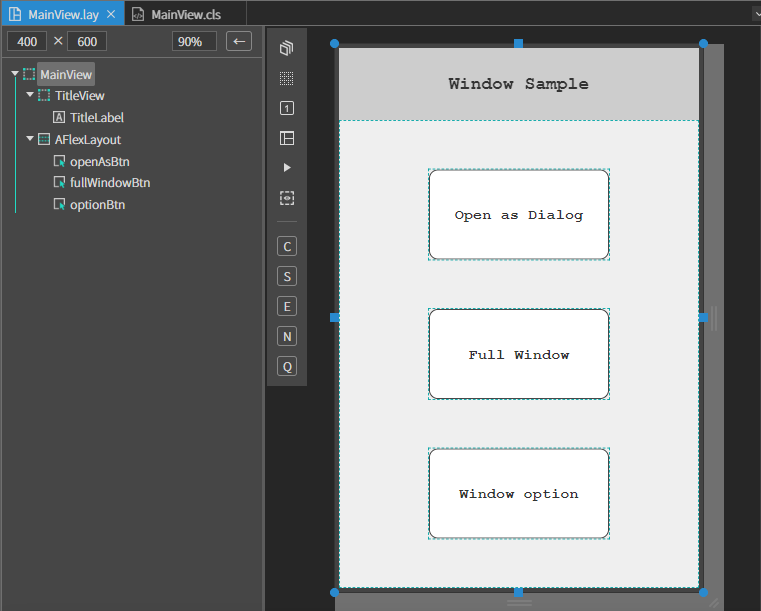 MainView.lay
MainView.cls
400 × 600 90%
MainView
TitleView
A TitleLabel
AFlexLayout
openAsBtn
fullWindowBtn
optionBtn
1
C
S
E
N
Q
Window Sample
Open as Dialog
Full Window
Window option